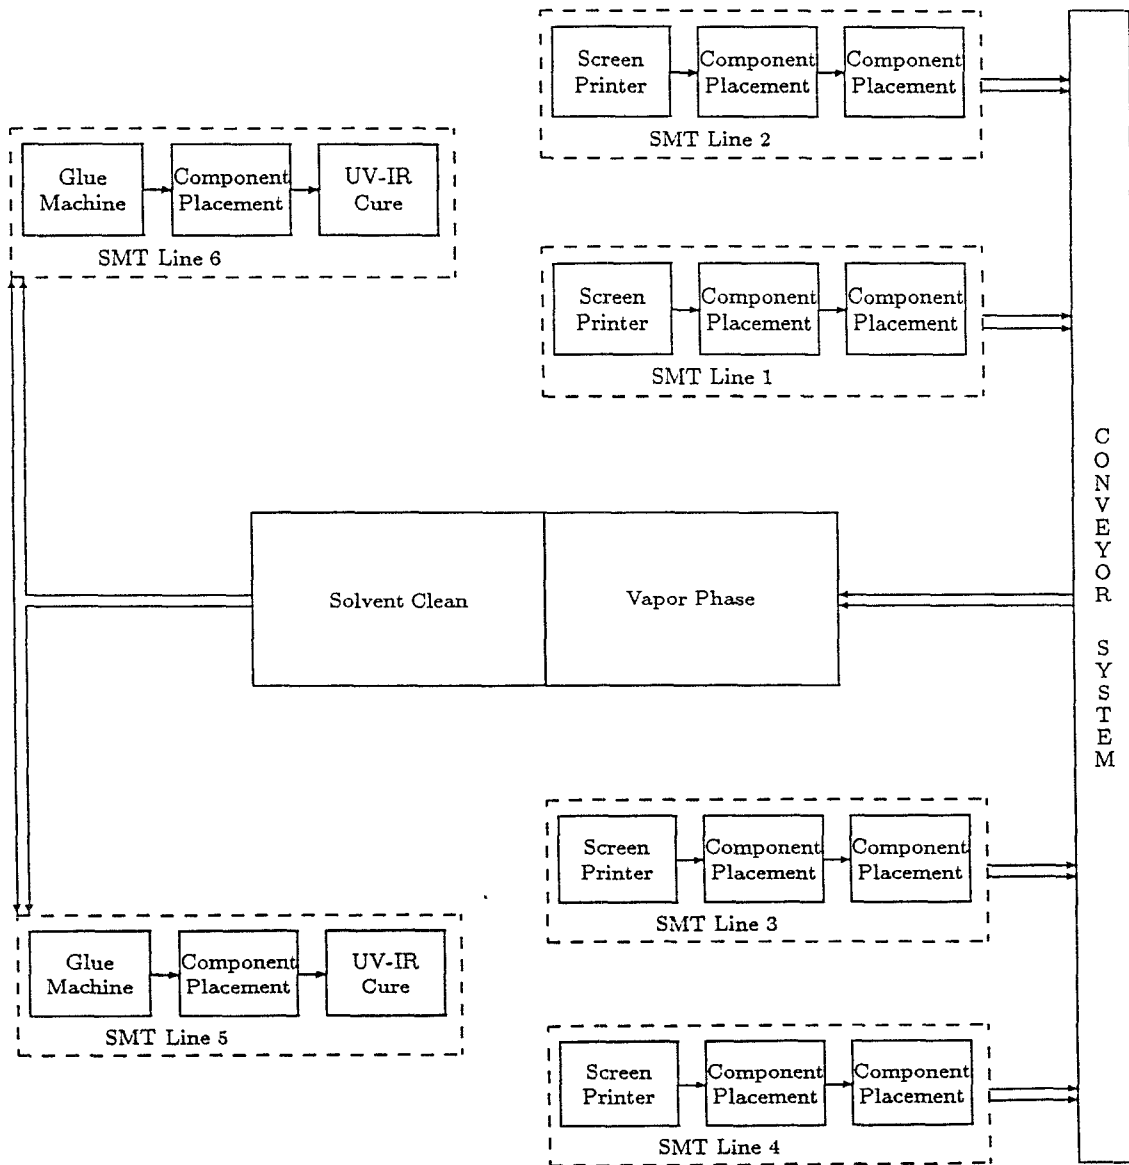 Screen
Printer
Component
Placement
Component
Placement
SMT Line 2
Glue
Machine
Component
Placement
UV-IR
Cure
SMT Line 6
Screen
Printer
Component
Placement
Component
Placement
SMT Line 1
CONVEYOR SYSTEM
Solvent Clean
Vapor Phase
Screen
Printer
Component
Placement
Component
Placement
SMT Line 3
Glue
Machine
Component
Placement
UV-IR
Cure
SMT Line 5
Screen
Printer
Component
Placement
Component
Placement
SMT Line 4